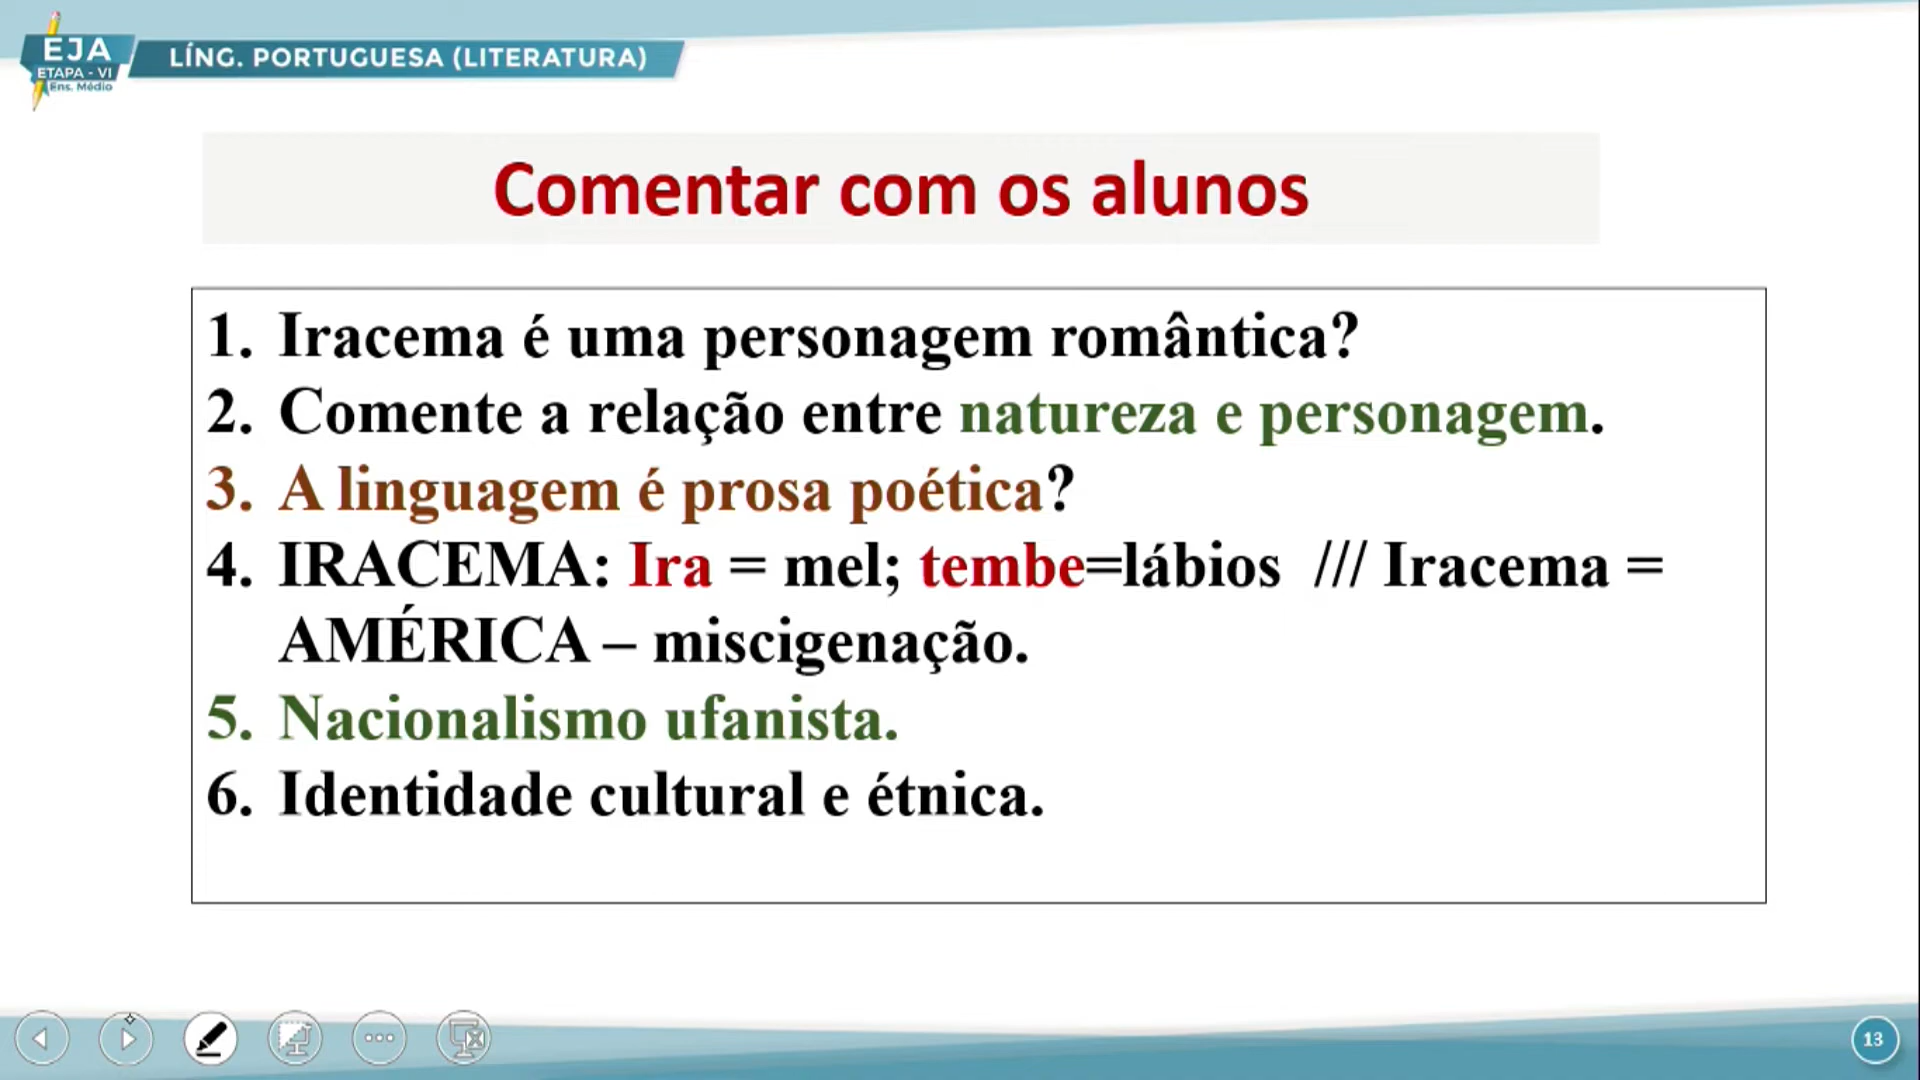 EJA
ETAPA - VI
Ens. Médio
LÍNG. PORTUGUESA (LITERATURA)
Comentar com os alunos
1. Iracema é uma personagem romântica?
2. Comente a relação entre natureza e personagem.
3. A linguagem é prosa poética?
4. IRACEMA: Ira = mel; tembe=lábios /// Iracema =
AMÉRICA – miscigenação.
5. Nacionalismo ufanista.
6. Identidade cultural e étnica.
13